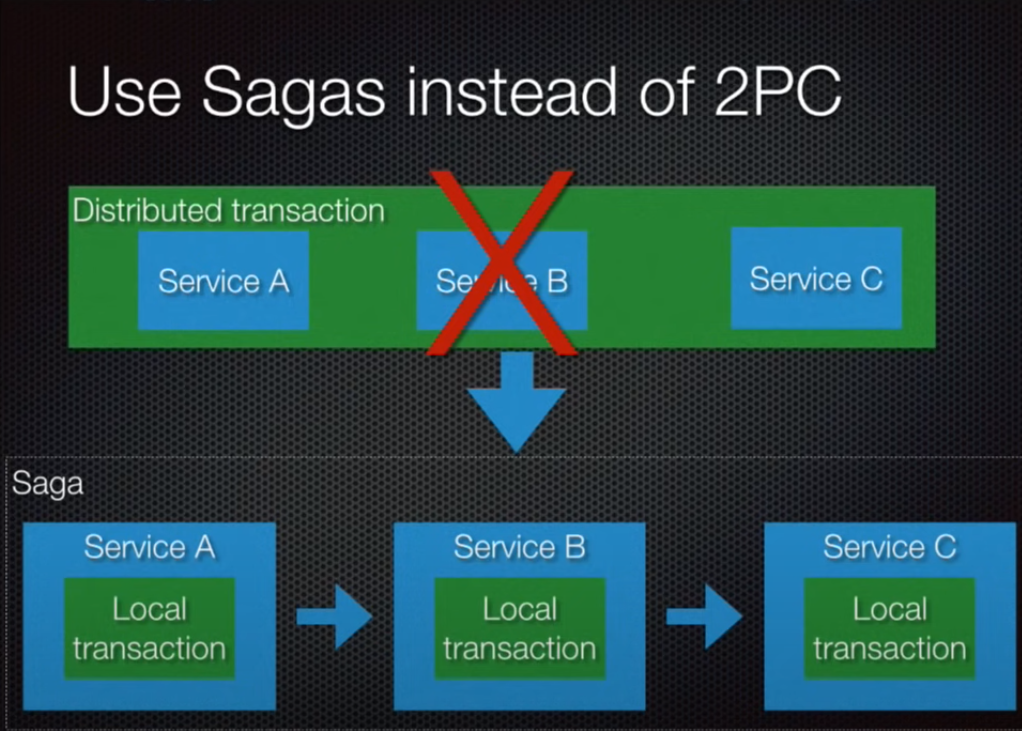 Use Sagas instead of 2PC
Distributed transaction
Service A
Service B
Service C
Saga
Service A
Local
transaction
Service B
Local
transaction
Service C
Local
transaction